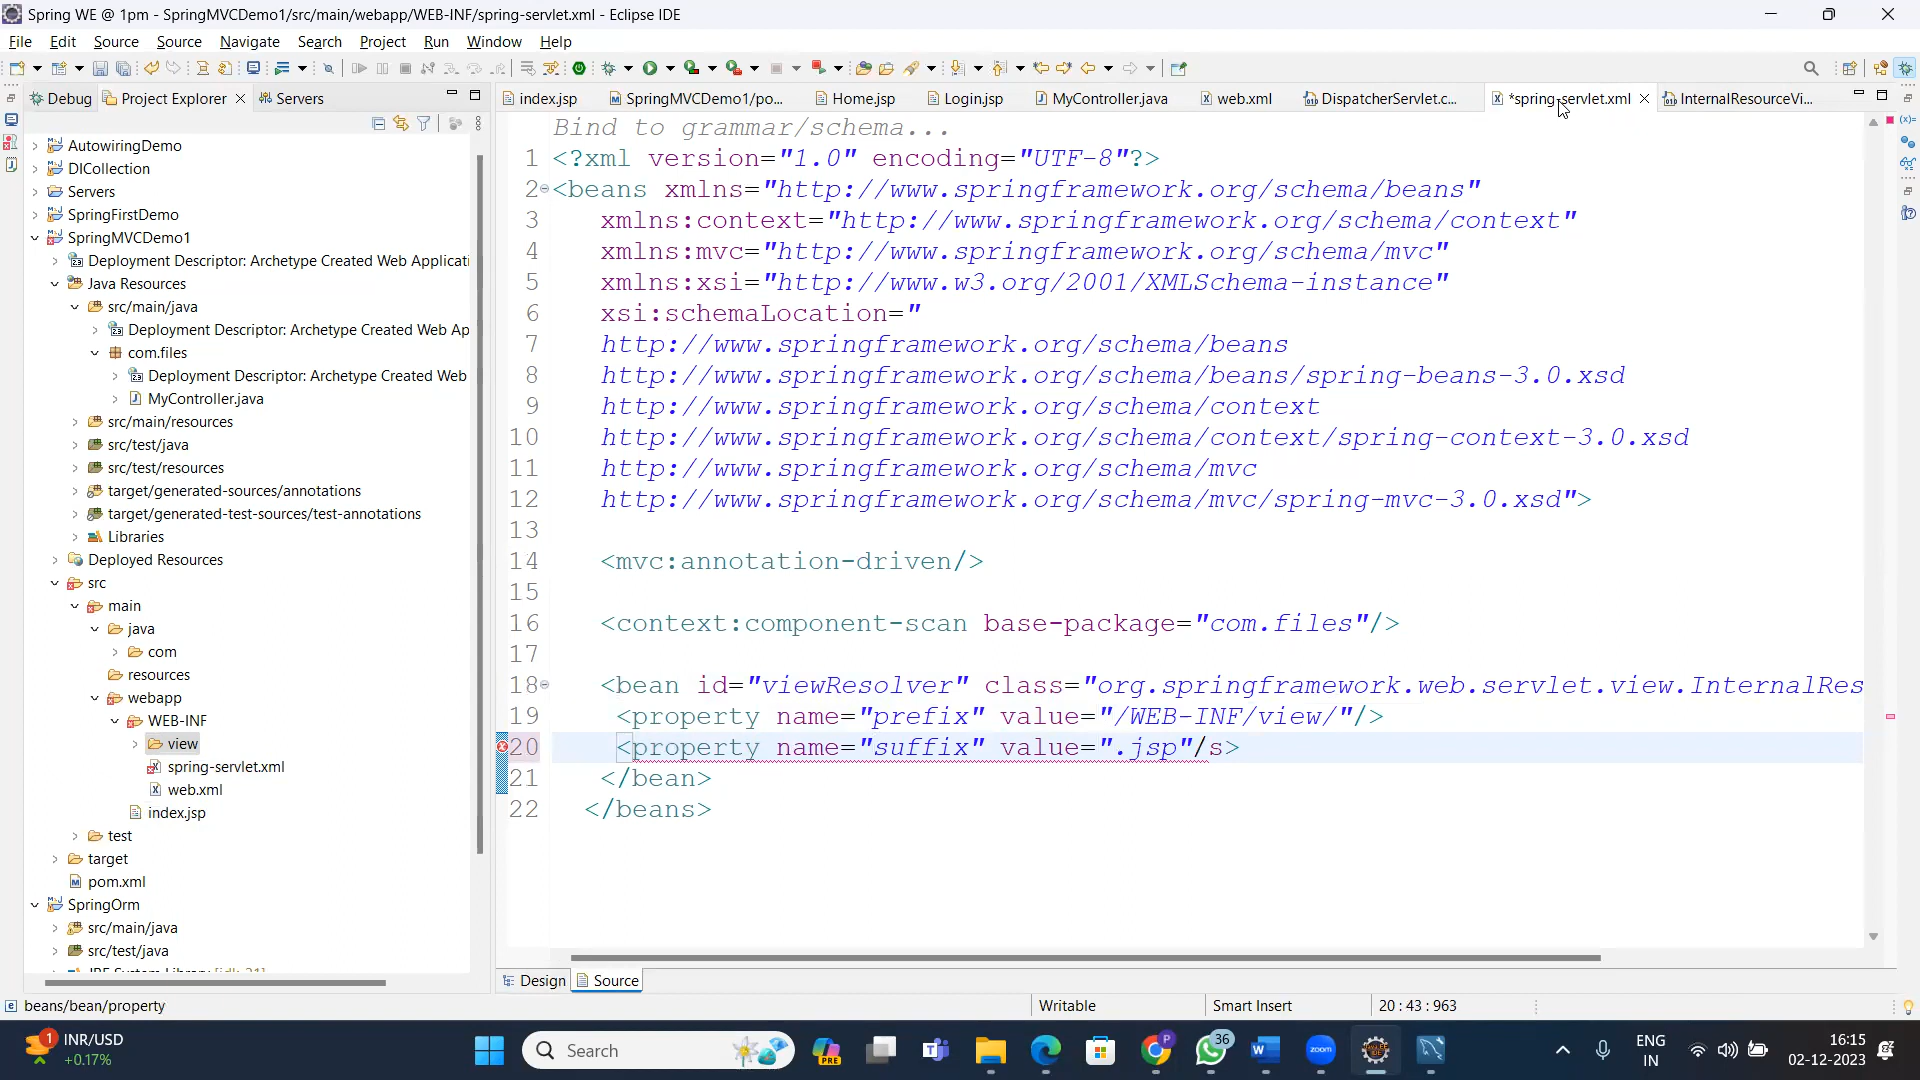 Spring WE @ 1pm - SpringMVCDemo1/src/main/webapp/WEB-INF/spring-servlet.xml - Eclipse IDE
File Edit Source Source Navigate Search Project Run Window Help
Debug Project Explorer Servers
index.jsp SpringMVCDemo1/po... Home.jsp Login.jsp MyController.java web.xml DispatcherServlet.c... *spring-servlet.xml InternalResourceVi...
AutowiringDemo
DICollection
Servers
SpringFirstDemo
SpringMVCDemo1
Deployment Descriptor: Archetype Created Web Applicati
Java Resources
src/main/java
Deployment Descriptor: Archetype Created Web Ap
com.files
Deployment Descriptor: Archetype Created Web
MyController.java
src/main/resources
src/test/java
src/test/resources
target/generated-sources/annotations
target/generated-test-sources/test-annotations
Libraries
Deployed Resources
src
main
java
com
resources
webapp
WEB-INF
view
spring-servlet.xml
web.xml
index.jsp
test
target
pom.xml
SpringOrm
src/main/java
src/test/java
Bind to grammar/schema...
1 <?xml version="1.0" encoding="UTF-8"?>
2 <beans xmlns="http://www.springframework.org/schema/beans"
3 xmlns:context="http://www.springframework.org/schema/context"
4 xmlns:mvc="http://www.springframework.org/schema/mvc"
5 xmlns:xsi="http://www.w3.org/2001/XMLSchema-instance"
6 xsi:schemaLocation="
7 http://www.springframework.org/schema/beans
8 http://www.springframework.org/schema/beans/spring-beans-3.0.xsd
9 http://www.springframework.org/schema/context
10 http://www.springframework.org/schema/context/spring-context-3.0.xsd
11 http://www.springframework.org/schema/mvc
12 http://www.springframework.org/schema/mvc/spring-mvc-3.0.xsd">
13
14 <mvc:annotation-driven/>
15
16 <context:component-scan base-package="com.files"/>
17
18 <bean id="viewResolver" class="org.springframework.web.servlet.view.InternalRes
19 <property name="prefix" value="/WEB-INF/view/"/>
20 <property name="suffix" value=".jsp"/s>
21 </bean>
22 </beans>
Design Source
beans/bean/property Writable Smart Insert 20 : 43 : 963
1 INR/USD
+0.17%
Search
PRE
36
zoom
ENG
IN
16:15
02-12-2023